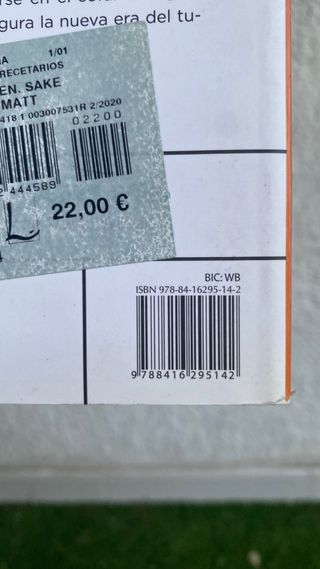 gura la nueva era del tu-
1/01
RECETARIOS
EN. SAKE
MATT
418 1 003007531R 2/2020
02200
444589
22,00 €
BIC: WB
ISBN 978-84-16295-14-2
9 788416 295142